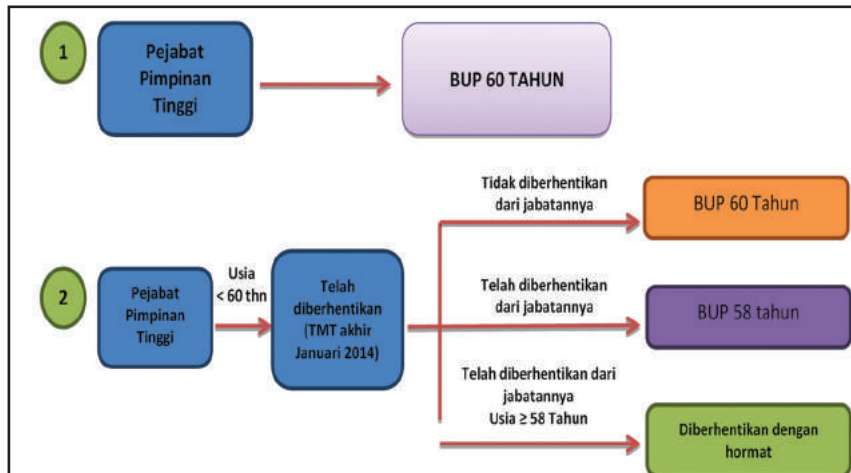 1
Pejabat
Pimpinan
Tinggi
BUP 60 TAHUN
2
Pejabat
Pimpinan
Tinggi
Usia
< 60 thn
Telah
diberhentikan
(TMT akhir
Januari 2014)
Tidak diberhentikan
dari jabatannya
BUP 60 Tahun
Telah diberhentikan
dari jabatannya
BUP 58 tahun
Telah diberhentikan dari
jabatannya
Usia ≥ 58 Tahun
Diberhentikan dengan
hormat